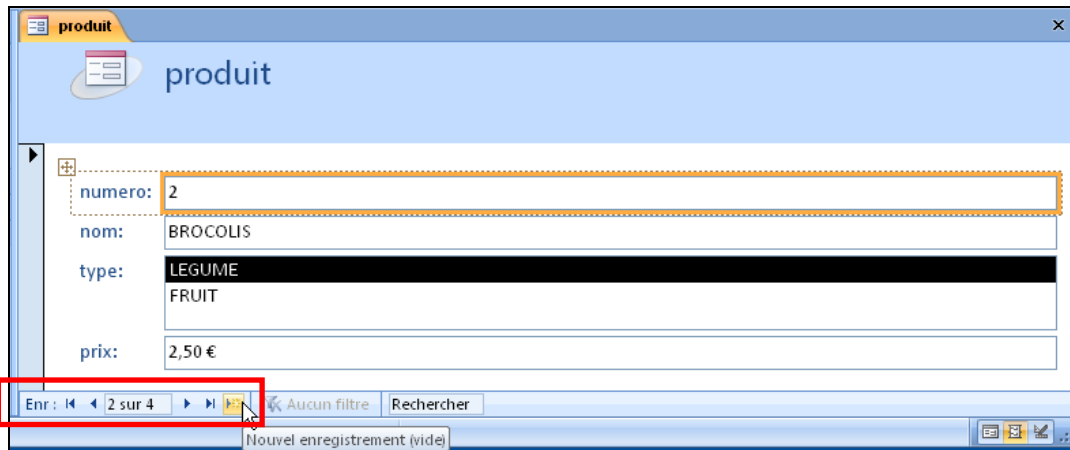 produit
produit
numero: 2
nom: BROCOLIS
type: LEGUME
FRUIT
prix: 2,50 €
Enr : 2 sur 4 Aucun filtre Rechercher
Nouvel enregistrement (vide)